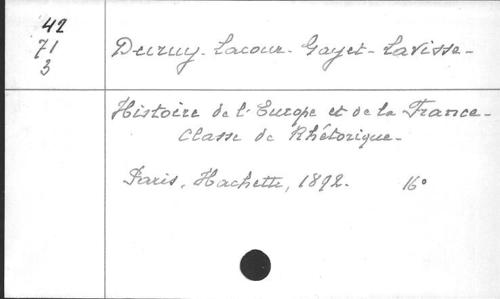 42
71
3
Duruy. Lacour. Gayet. Lavisse.
Histoire de l'Europe et de la France.
Classe de Rhétorique.
Paris, Hachette, 1892. 16°